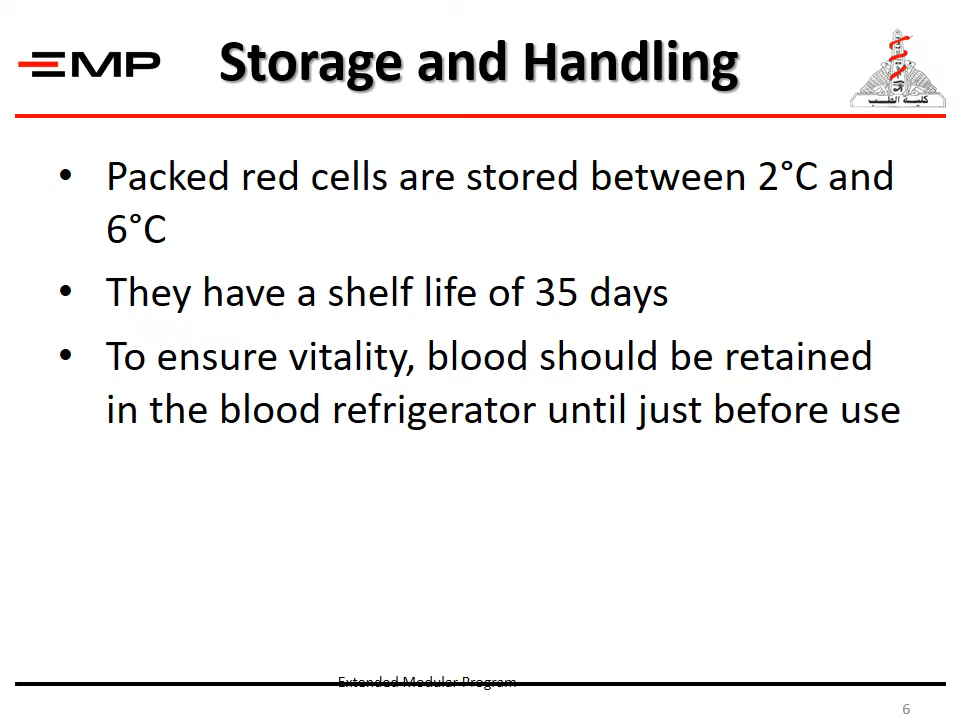 EMP
Storage and Handling
كلية الطب
• Packed red cells are stored between 2°C and
6°C
• They have a shelf life of 35 days
• To ensure vitality, blood should be retained
in the blood refrigerator until just before use
Extended Modular Program
6